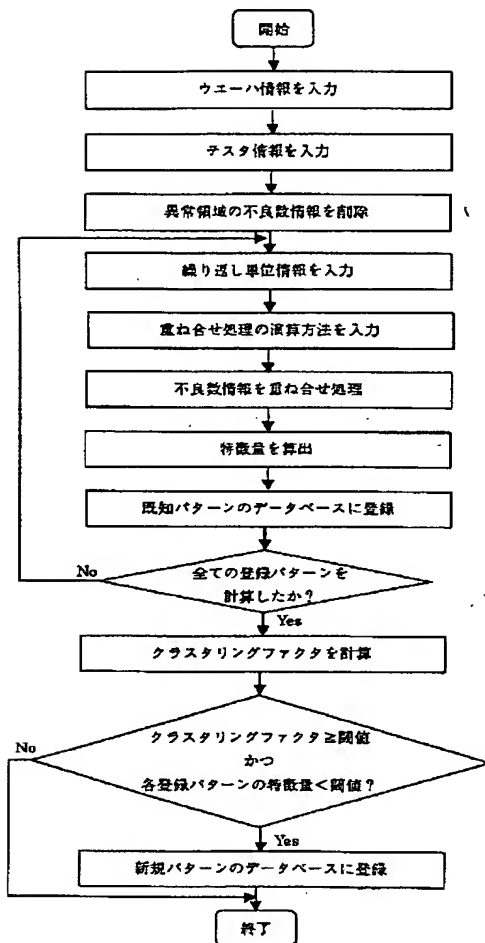 開始
ウエーハ情報を入力
テスタ情報を入力
異常領域の不良数情報を削除
繰り返し単位情報を入力
重ね合せ処理の演算方法を入力
不良数情報を重ね合せ処理
特徴量を算出
既知パターンのデータベースに登録
全ての登録パターンを
計算したか？
No
Yes
クラスタリングファクタを計算
クラスタリングファクタ≧閾値
かつ
各登録パターンの特徴量＜閾値？
No
Yes
新規パターンのデータベースに登録
終了